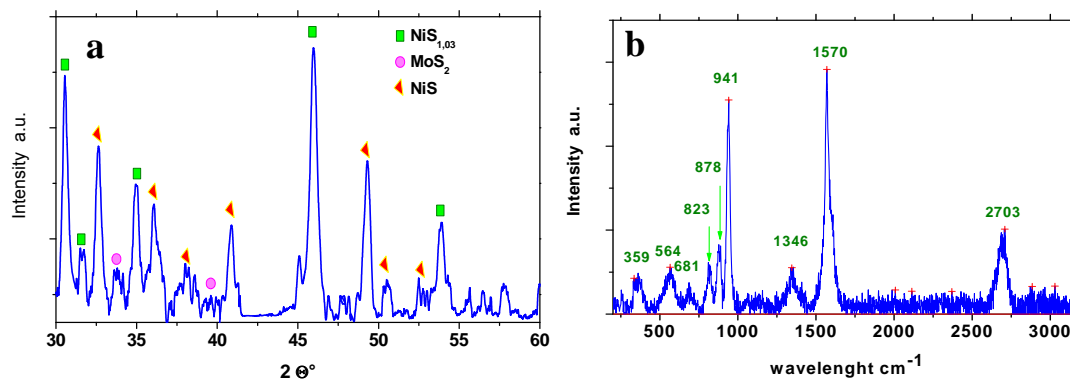 a
NiS1,03
MoS2
NiS
Intensity a.u.
30 35 40 45 50 55 60
2 Θ°
b
1570
941
878
823
2703
1346
564
359
681
Intensity a.u.
500 1000 1500 2000 2500 3000
wavelenght cm-1